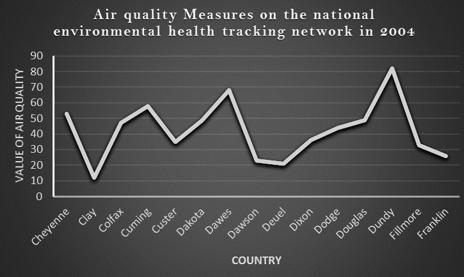 Air quality Measures on the national
environmental health tracking network in 2004
VALUE OF AIR QUALITY
90
80
70
60
50
40
30
20
10
0
Cheyenne
Clay
Colfax
Cuming
Custer
Dakota
Dawes
Dawson
Deuel
Dixon
Dodge
Douglas
Dundy
Fillmore
Franklin
COUNTRY